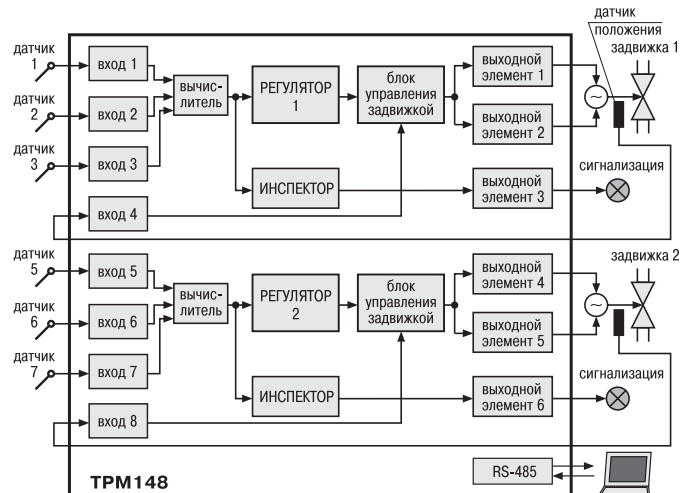 датчик
положения
задвижка 1
датчик
1
вход 1
датчик
2
вход 2
датчик
3
вход 3
вход 4
вычис-
литель
РЕГУЛЯТОР
1
блок
управления
задвижкой
выходной
элемент 1
выходной
элемент 2
ИНСПЕКТОР
выходной
элемент 3
сигнализация
датчик
5
вход 5
датчик
6
вход 6
датчик
7
вход 7
вход 8
вычис-
литель
РЕГУЛЯТОР
2
блок
управления
задвижкой
выходной
элемент 4
выходной
элемент 5
задвижка 2
ИНСПЕКТОР
выходной
элемент 6
сигнализация
ТРМ148
RS-485